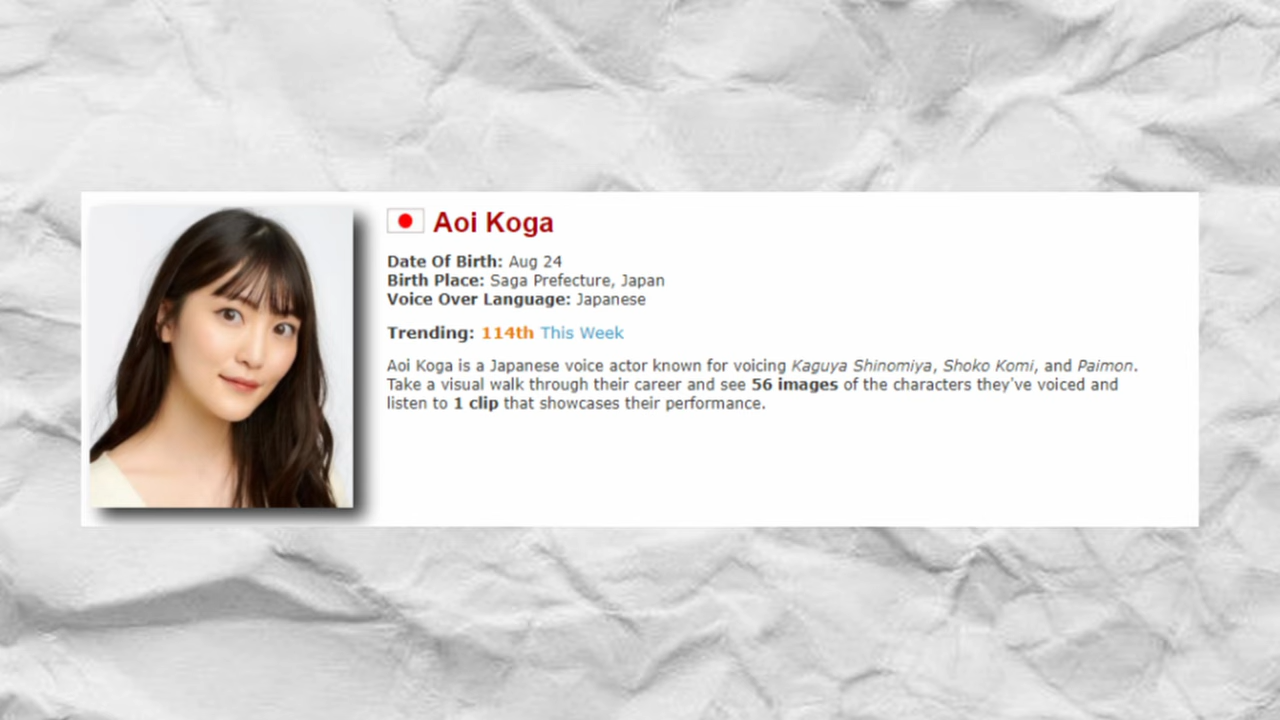 Aoi Koga
Date Of Birth: Aug 24
Birth Place: Saga Prefecture, Japan
Voice Over Language: Japanese
Trending: 114th This Week
Aoi Koga is a Japanese voice actor known for voicing Kaguya Shinomiya, Shoko Komi, and Paimon.
Take a visual walk through their career and see 56 images of the characters they've voiced and
listen to 1 clip that showcases their performance.